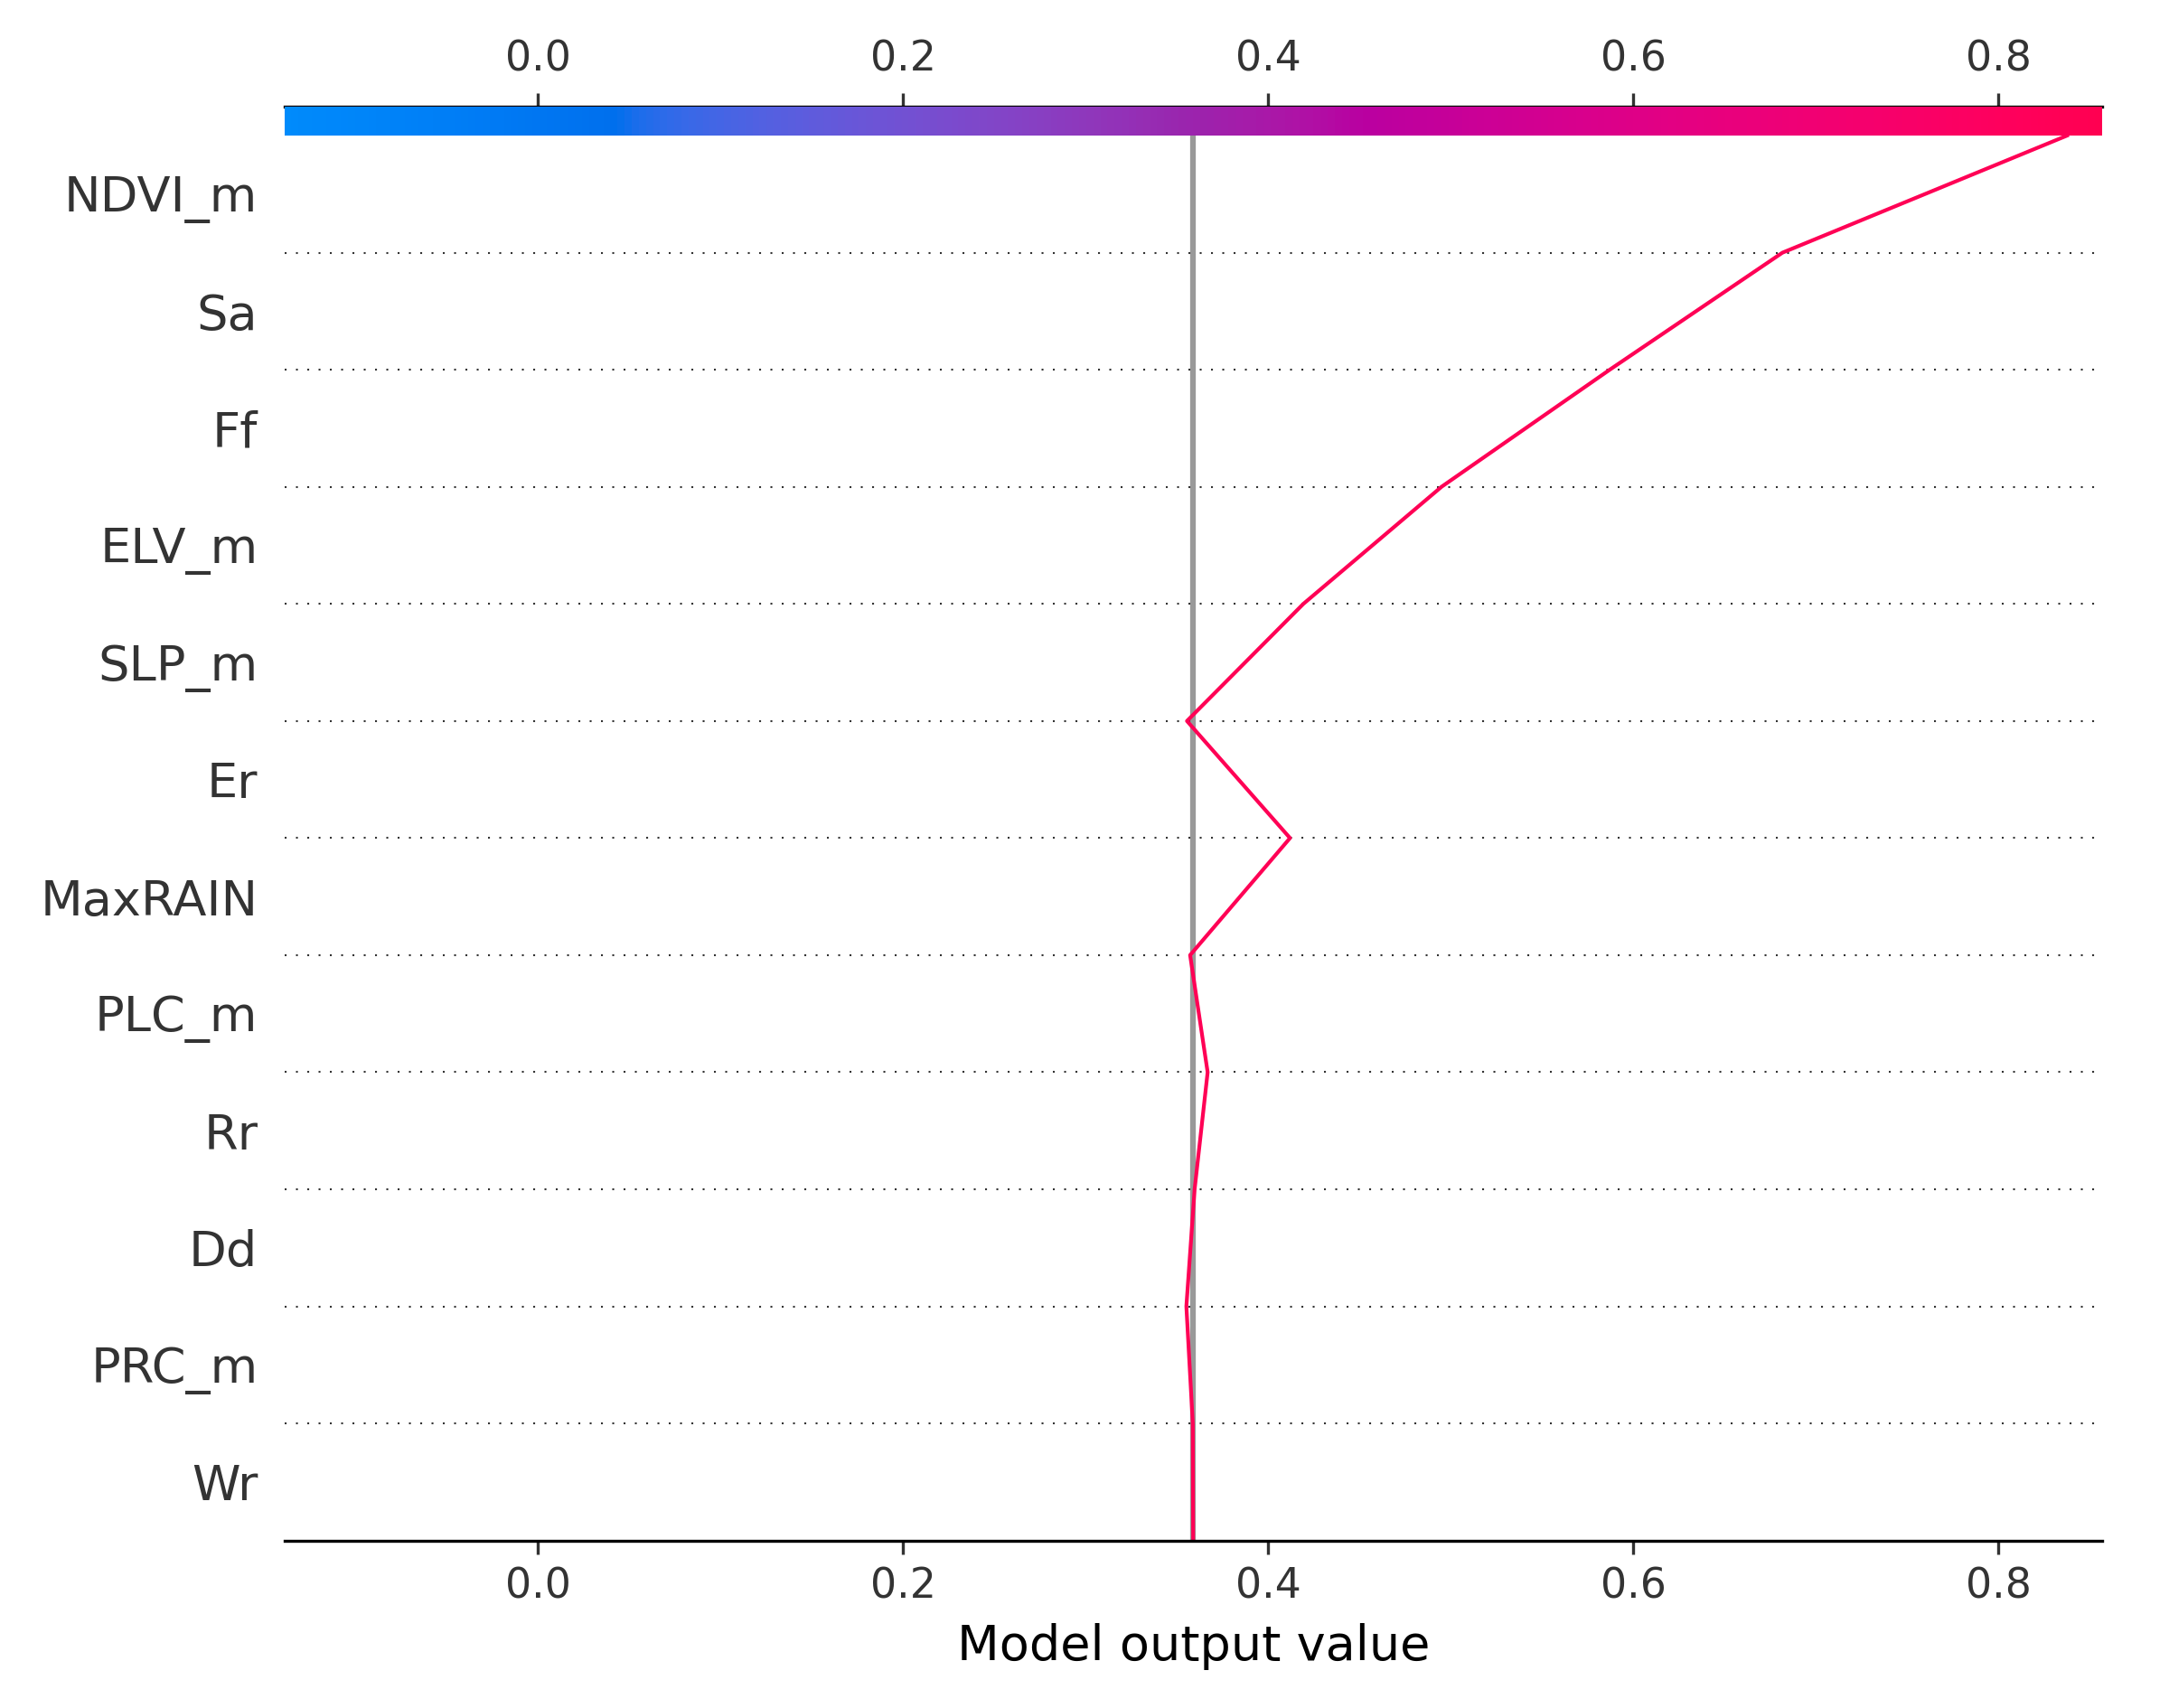 0.0 0.2 0.4 0.6 0.8
NDVI_m
Sa
Ff
ELV_m
SLP_m
Er
MaxRAIN
PLC_m
Rr
Dd
PRC_m
Wr
0.0 0.2 0.4 0.6 0.8
Model output value